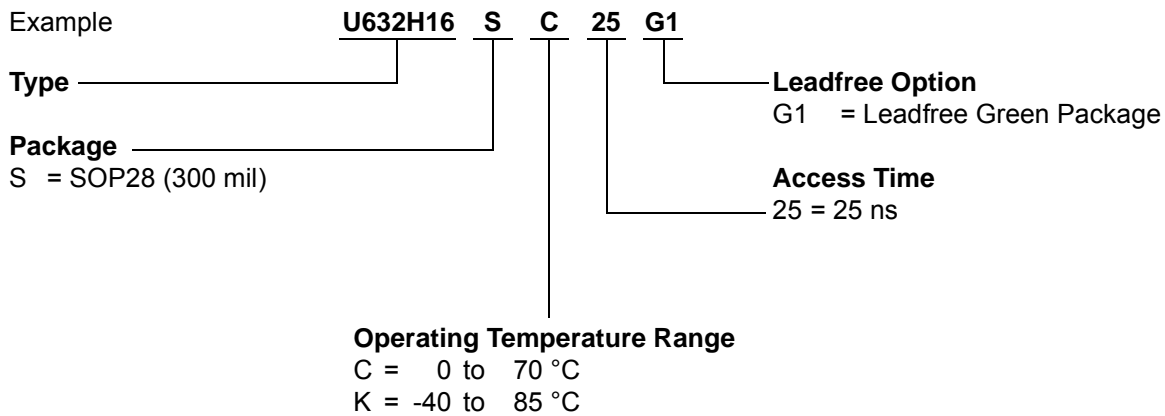 Example U632H16 S C 25 G1
Type
Leadfree Option
G1 = Leadfree Green Package
Package
S = SOP28 (300 mil)
Access Time
25 = 25 ns
Operating Temperature Range
C = 0 to 70 °C
K = -40 to 85 °C